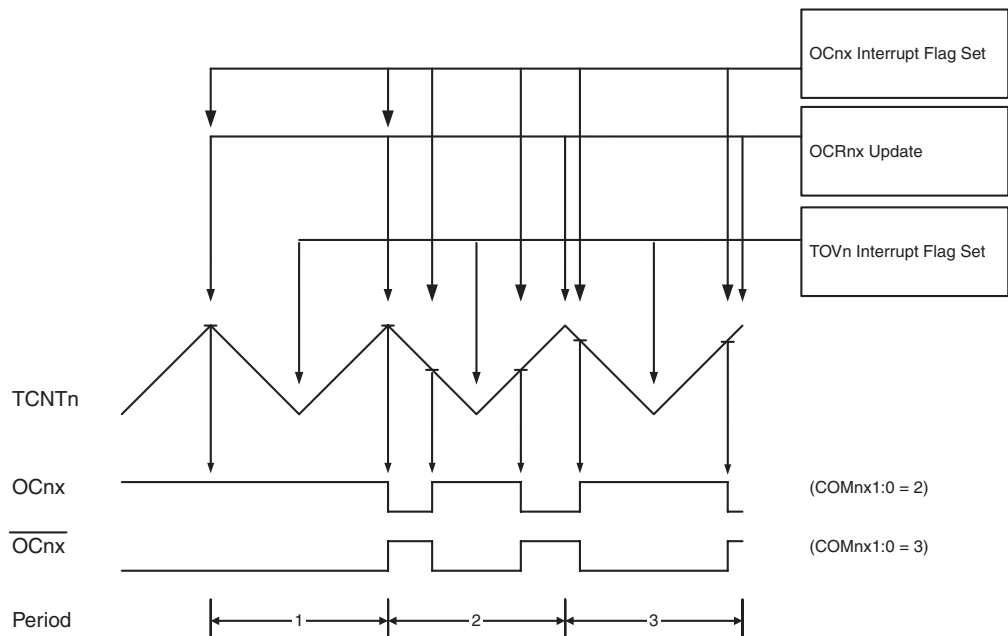 OCnx Interrupt Flag Set
OCRnx Update
TOVn Interrupt Flag Set
TCNTn
OCnx
(COMnx1:0 = 2)
OCnx
(COMnx1:0 = 3)
Period
1
2
3